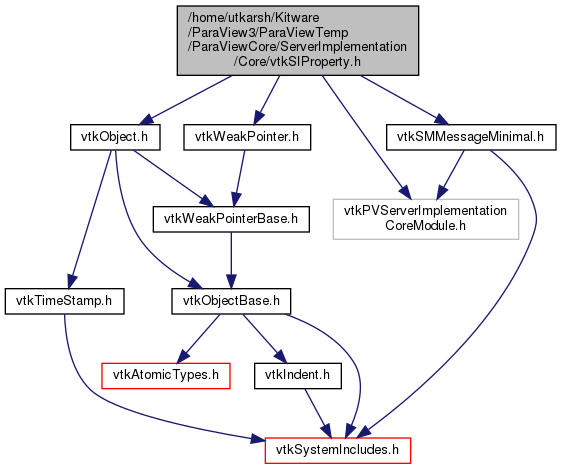 /home/utkarsh/Kitware
/ParaView3/ParaViewTemp
/ParaViewCore/ServerImplementation
/Core/vtkSIProperty.h
vtkObject.h
vtkWeakPointer.h
vtkSMMessageMinimal.h
vtkWeakPointerBase.h
vtkPVServerImplementation
CoreModule.h
vtkTimeStamp.h
vtkObjectBase.h
vtkAtomicTypes.h
vtkIndent.h
vtkSystemIncludes.h